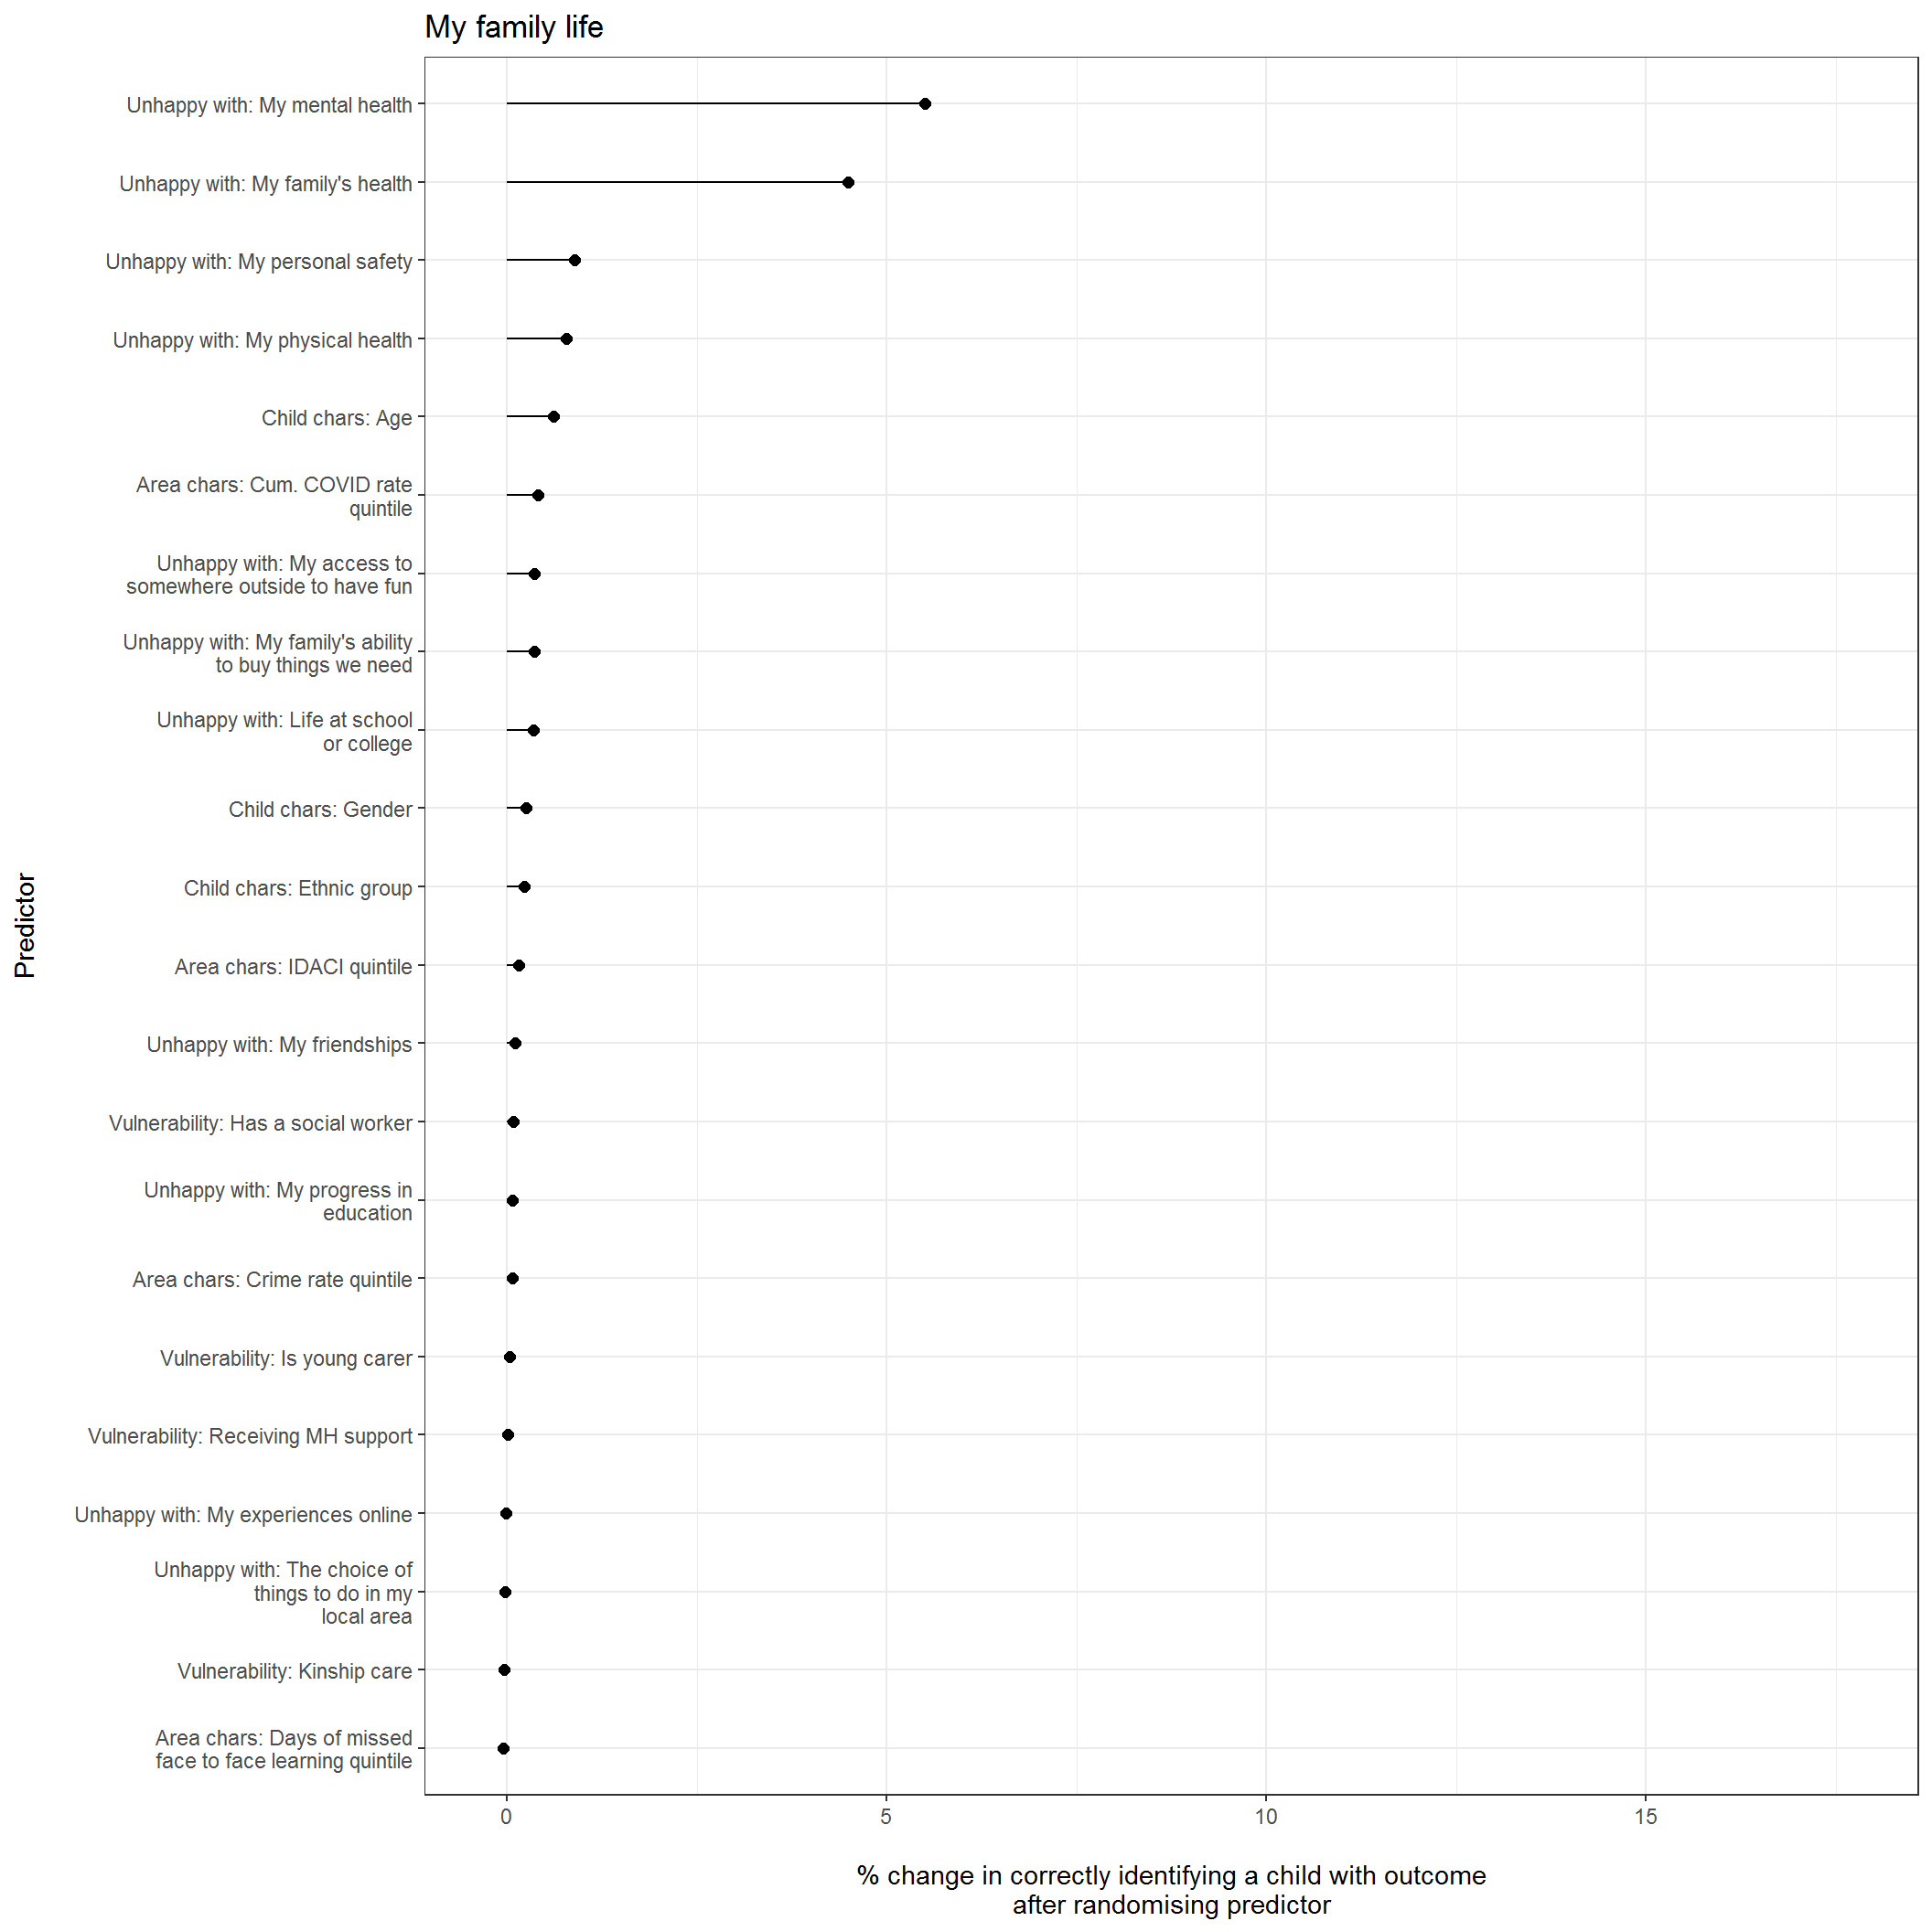 My family life
Unhappy with: My mental health
Unhappy with: My family's health
Unhappy with: My personal safety
Unhappy with: My physical health
Child chars: Age
Area chars: Cum. COVID rate
quintile
Unhappy with: My access to
somewhere outside to have fun
Unhappy with: My family's ability
to buy things we need
Unhappy with: Life at school
or college
Child chars: Gender
Child chars: Ethnic group
Area chars: IDACI quintile
Unhappy with: My friendships
Vulnerability: Has a social worker
Unhappy with: My progress in
education
Area chars: Crime rate quintile
Vulnerability: Is young carer
Vulnerability: Receiving MH support
Unhappy with: My experiences online
Unhappy with: The choice of
things to do in my
local area
Vulnerability: Kinship care
Area chars: Days of missed
face to face learning quintile
Predictor
0 5 10 15
% change in correctly identifying a child with outcome
after randomising predictor